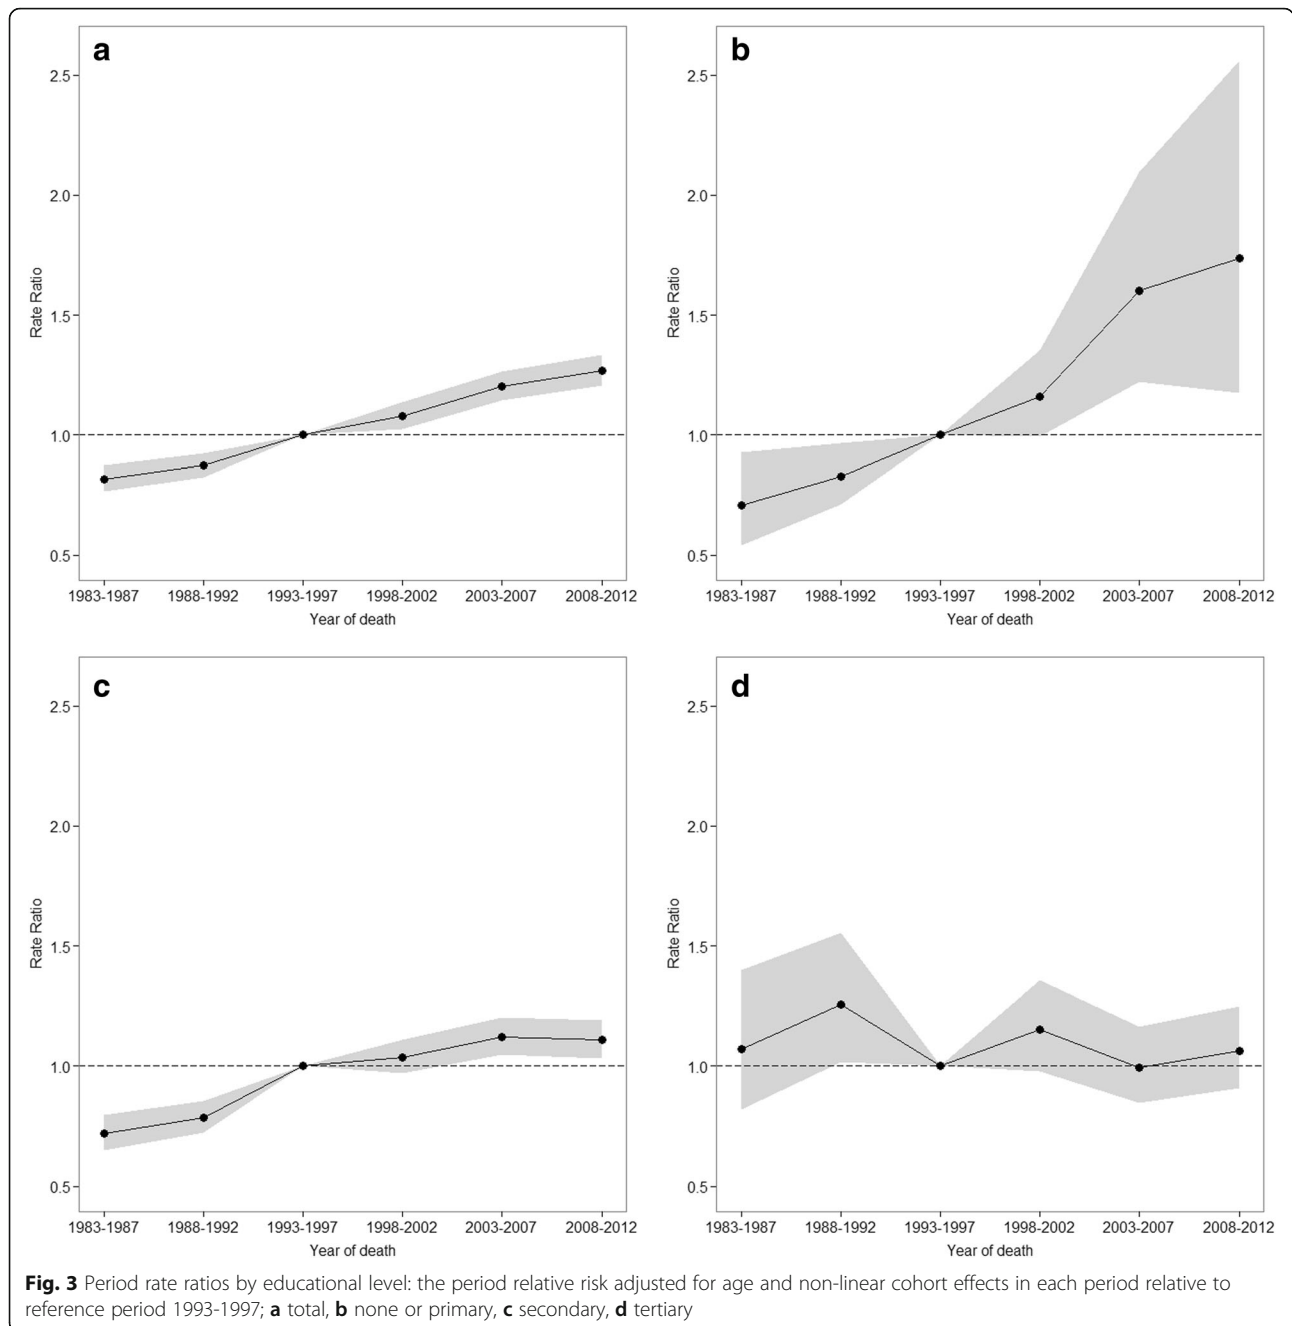 a
2.5
2.0
1.5
1.0
0.5
Rate Ratio
1983-1987 1988-1992 1993-1997 1998-2002 2003-2007 2008-2012
Year of death
b
2.5
2.0
1.5
1.0
0.5
Rate Ratio
1983-1987 1988-1992 1993-1997 1998-2002 2003-2007 2008-2012
Year of death
c
2.5
2.0
1.5
1.0
0.5
Rate Ratio
1983-1987 1988-1992 1993-1997 1998-2002 2003-2007 2008-2012
Year of death
d
2.5
2.0
1.5
1.0
0.5
Rate Ratio
1983-1987 1988-1992 1993-1997 1998-2002 2003-2007 2008-2012
Year of death
Fig. 3 Period rate ratios by educational level: the period relative risk adjusted for age and non-linear cohort effects in each period relative to
reference period 1993-1997; a total, b none or primary, c secondary, d tertiary